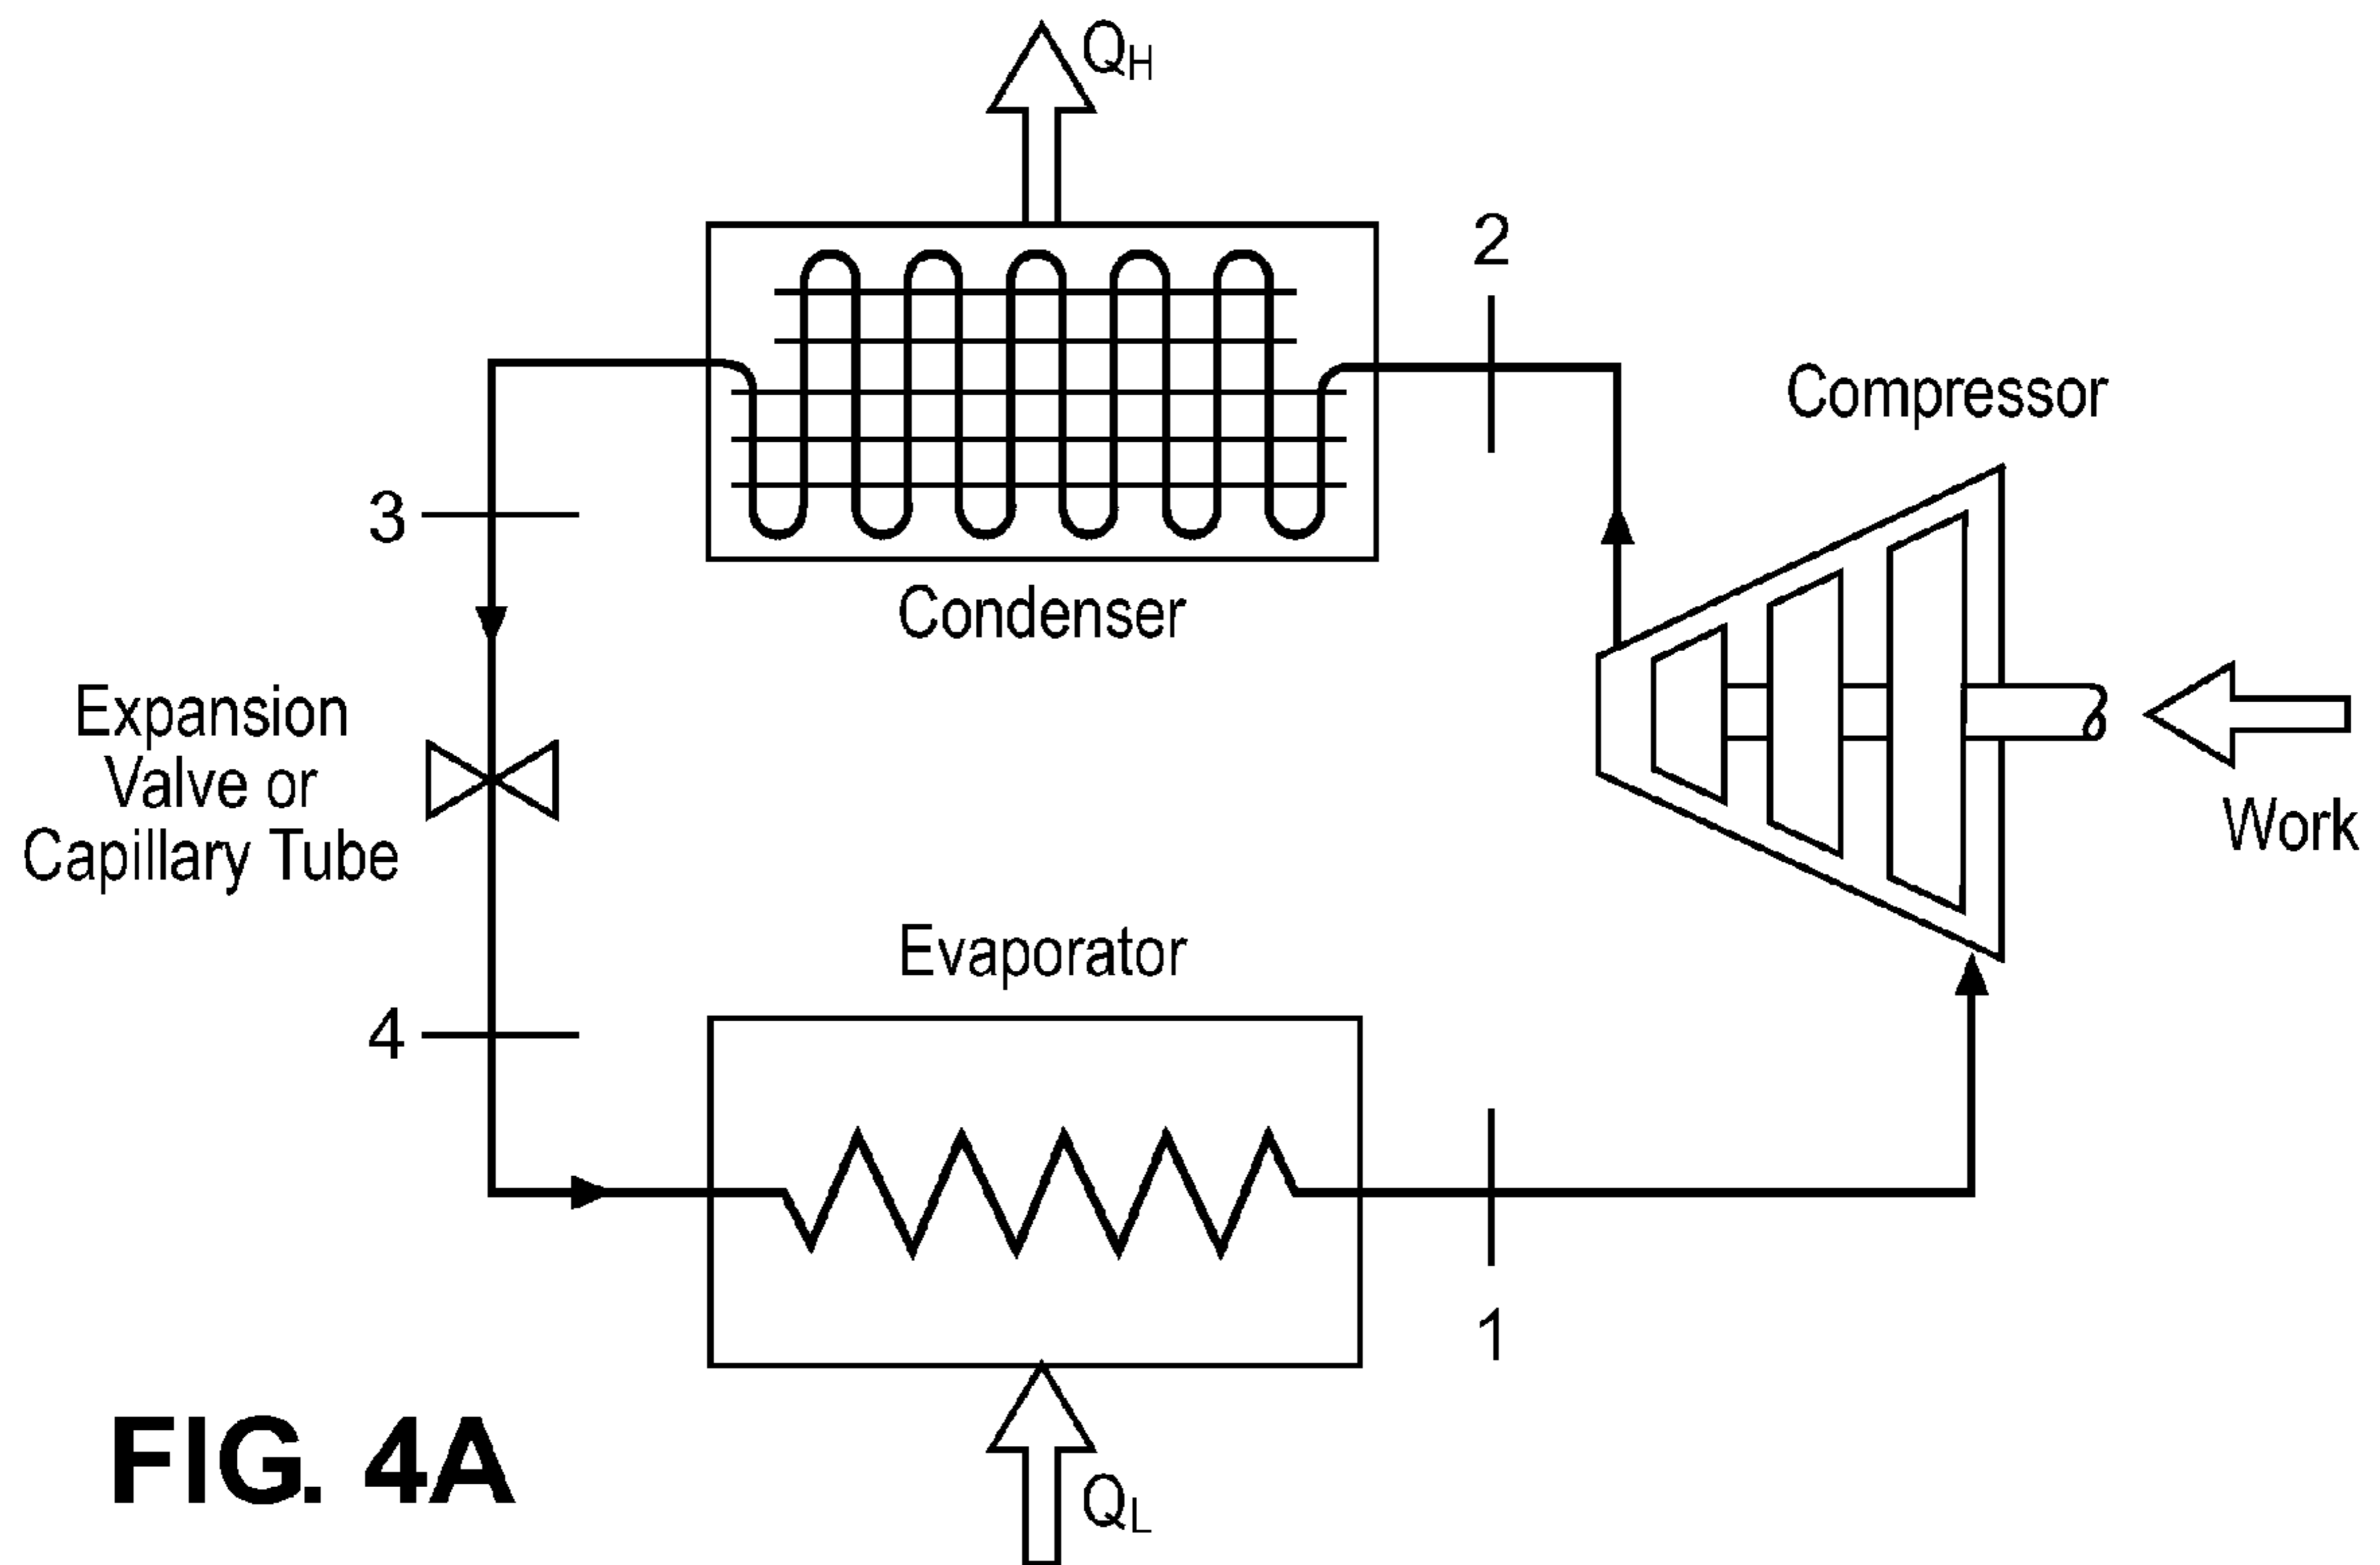 QH
2
Compressor
3
Condenser
Expansion
Valve or
Capillary Tube
Work
Evaporator
4
1
FIG. 4A
QL